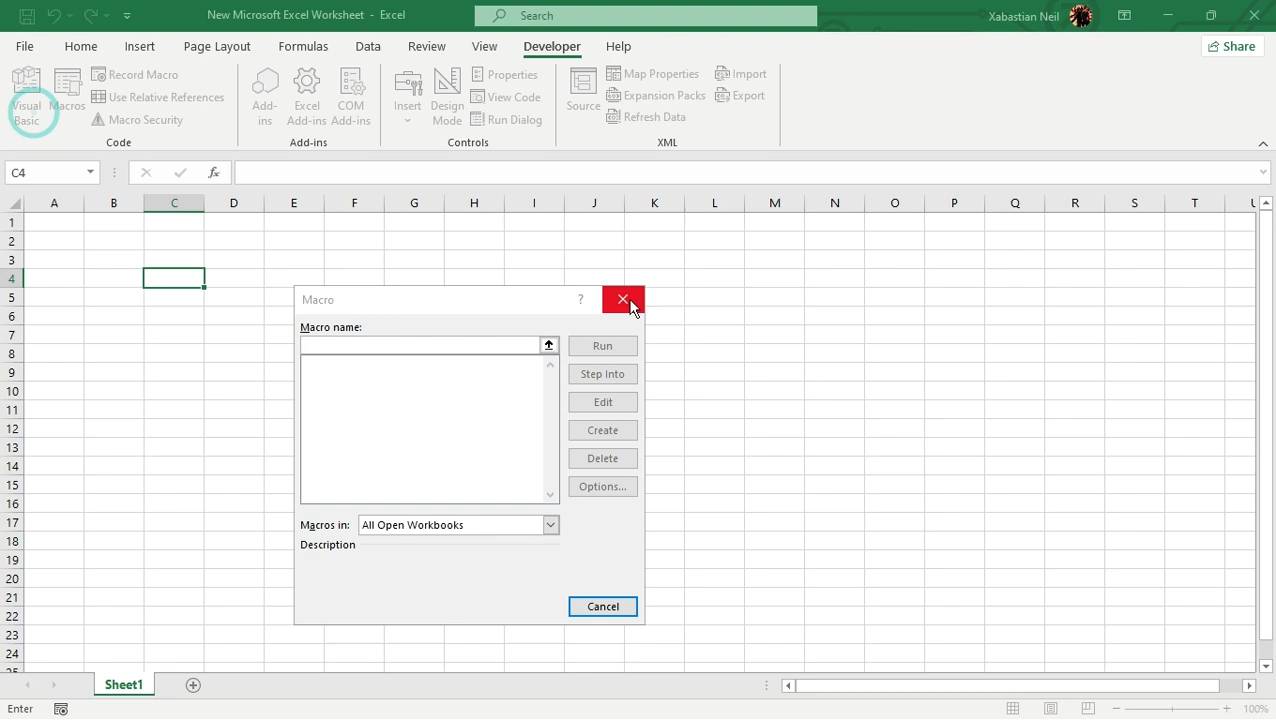 New Microsoft Excel Worksheet - Excel
Search
Xabastian Neil
File Home Insert Page Layout Formulas Data Review View Developer Help
Share
Visual Basic
Macros
Record Macro
Use Relative References
Macro Security
Code
Add-ins
Excel Add-ins
COM Add-ins
Add-ins
Insert
Design Mode
Properties
View Code
Run Dialog
Controls
Source
Map Properties
Expansion Packs
Refresh Data
Import
Export
XML
C4
fx
A B C D E F G H I J K L M N O P Q R S T U
1
2
3
4
5
6
7
8
9
10
11
12
13
14
15
16
17
18
19
20
21
22
23
24
25
Macro ?
Macro name:
Run
Step Into
Edit
Create
Delete
Options...
Macros in: All Open Workbooks
Description
Cancel
Sheet1
Enter
100%